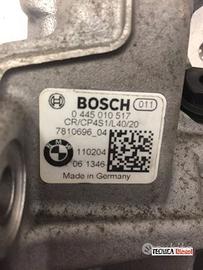 BOSCH 011
0 445 010 517
CR/CP4S1/L40/20
7810696_04
110204
06 1346
Made in Germany
TECNICA Diesel